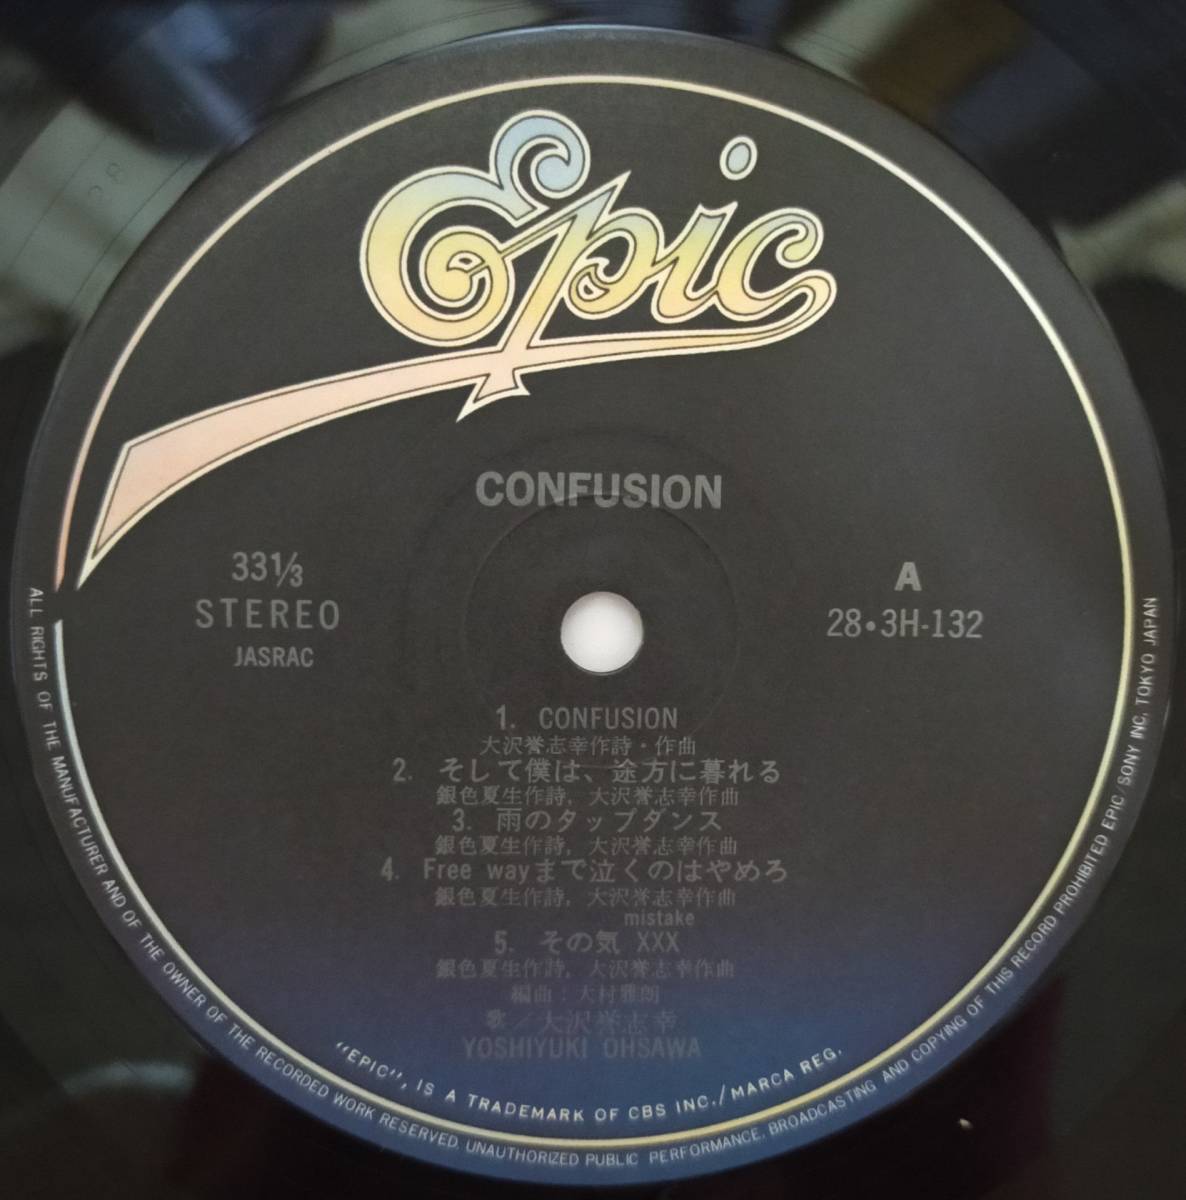 Epic
CONFUSION
33⅓
STEREO
JASRAC
A
28・3H-132
1. CONFUSION
大沢誉志幸作詩・作曲
2. そして僕は、途方に暮れる
銀色夏生作詩, 大沢誉志幸作曲
3. 雨のタップダンス
銀色夏生作詩, 大沢誉志幸作曲
4. Free wayまで泣くのはやめろ
銀色夏生作詩, 大沢誉志幸作曲
mistake
5. その気 XXX
銀色夏生作詩, 大沢誉志幸作曲
編曲:大村雅朗
歌/大沢誉志幸
YOSHIYUKI OHSAWA
"EPIC", IS A TRADEMARK OF CBS INC./MARCA REG.
ALL RIGHTS OF THE MANUFACTURER AND OF THE OWNER OF THE RECORDED WORK RESERVED. UNAUTHORIZED PUBLIC PERFORMANCE. BROADCASTING AND COPYING OF THIS RECORD PROHIBITED EPIC/SONY INC. TOKYO JAPAN